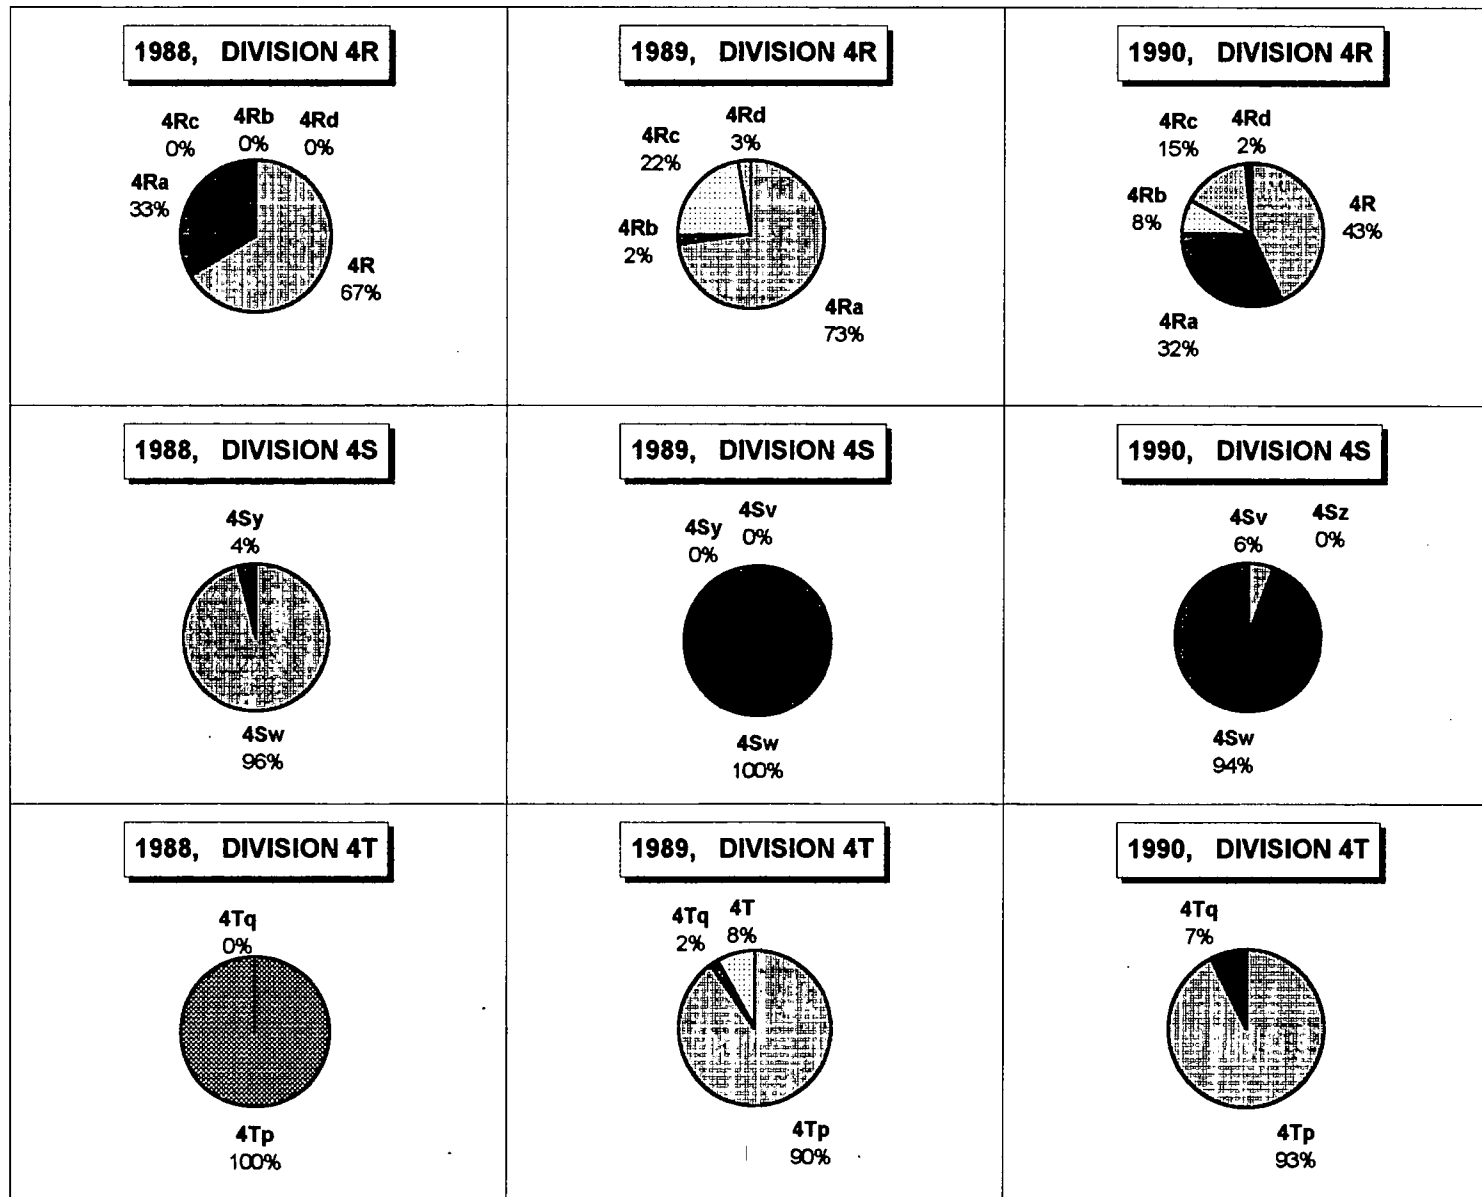 1988, DIVISION 4R
4Rc
0%
4Rb
0%
4Rd
0%
4Ra
33%
4R
67%
1989, DIVISION 4R
4Rd
3%
4Rc
22%
4Rb
2%
4Ra
73%
1990, DIVISION 4R
4Rc
15%
4Rd
2%
4Rb
8%
4R
43%
4Ra
32%
1988, DIVISION 4S
4Sy
4%
4Sw
96%
1989, DIVISION 4S
4Sy
0%
4Sv
0%
4Sw
100%
1990, DIVISION 4S
4Sv
6%
4Sz
0%
4Sw
94%
1988, DIVISION 4T
4Tq
0%
4Tp
100%
1989, DIVISION 4T
4Tq
2%
4T
8%
4Tp
90%
1990, DIVISION 4T
4Tq
7%
4Tp
93%